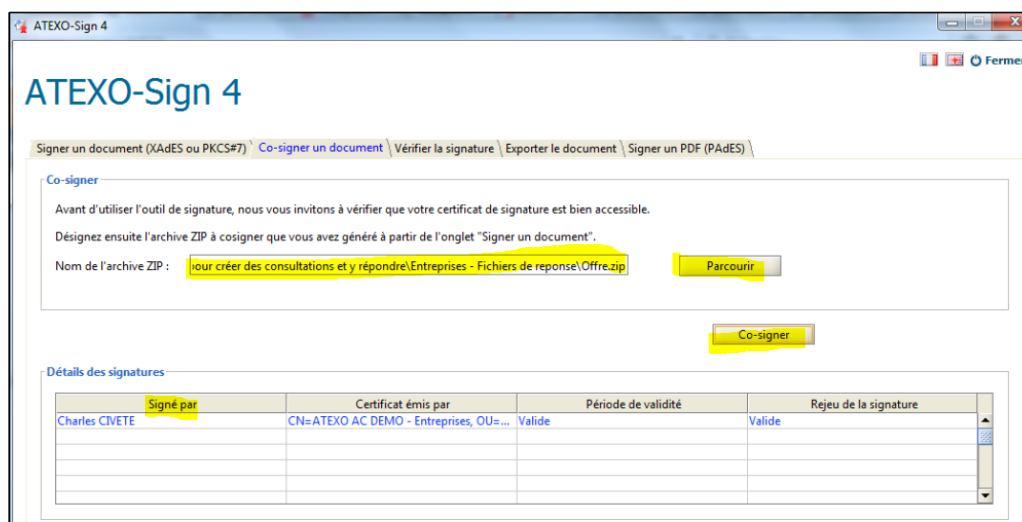 ATEXO-Sign 4
Fermer
ATEXO-Sign 4
Signer un document (XAdES ou PKCS#7) Co-signer un document Vérifier la signature Exporter le document Signer un PDF (PAdES)
Co-signer
Avant d'utiliser l'outil de signature, nous vous invitons à vérifier que votre certificat de signature est bien accessible.
Désignez ensuite l'archive ZIP à cosigner que vous avez généré à partir de l'onglet "Signer un document".
Nom de l'archive ZIP : our créer des consultations et y répondre\Entreprises - Fichiers de reponse\Offre.zip Parcourir
Co-signer
Détails des signatures
Signé par Certificat émis par Période de validité Rejeu de la signature
Charles CIVETE CN=ATEXO AC DEMO - Entreprises, OU=... Valide Valide